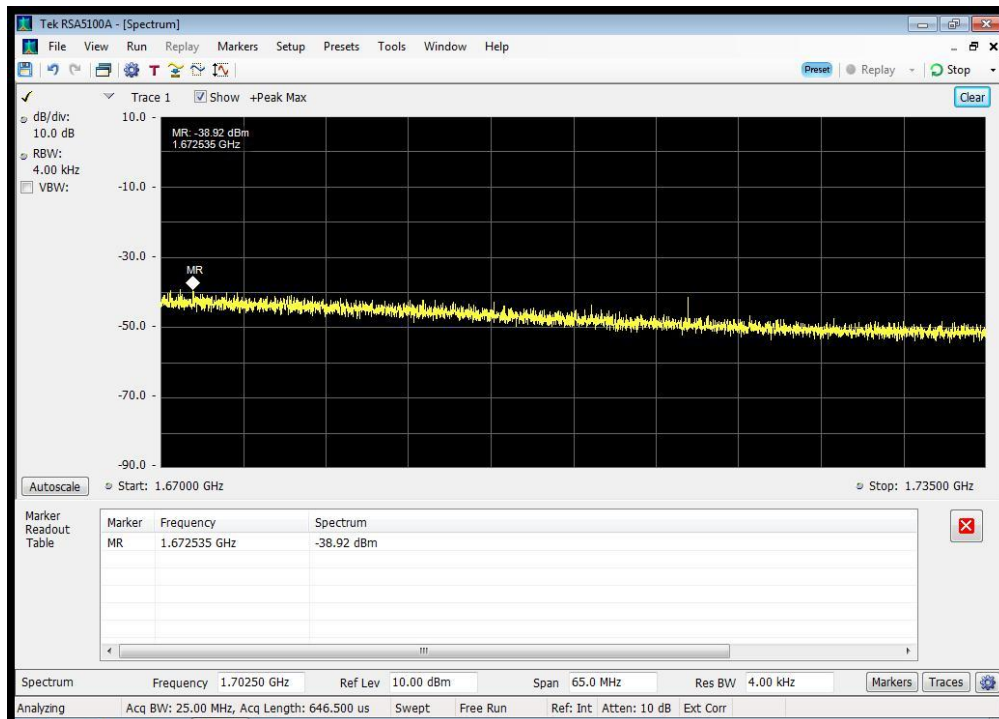 Tek RSA5100A - [Spectrum]
File View Run Replay Markers Setup Presets Tools Window Help
T Preset Replay Stop
Trace 1 Show +Peak Max Clear
dB/div:
10.0 dB
RBW:
4.00 kHz
VBW:
10.0
-10.0
-30.0
-50.0
-70.0
-90.0
MR: -38.92 dBm
1.672535 GHz
MR
Autoscale Start: 1.67000 GHz Stop: 1.73500 GHz
Marker
Readout
Table
Marker Frequency Spectrum
MR 1.672535 GHz -38.92 dBm
Spectrum Frequency 1.70250 GHz Ref Lev 10.00 dBm Span 65.0 MHz Res BW 4.00 kHz Markers Traces
Analyzing Acq BW: 25.00 MHz, Acq Length: 646.500 us Swept Free Run Ref: Int Atten: 10 dB Ext Corr